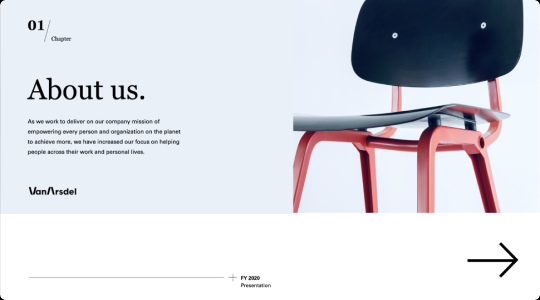 01
Chapter
About us.
As we work to deliver on our company mission of
empowering every person and organization on the planet
to achieve more, we have increased our focus on helping
people across their work and personal lives.
VanArsdel
FY 2020
Presentation